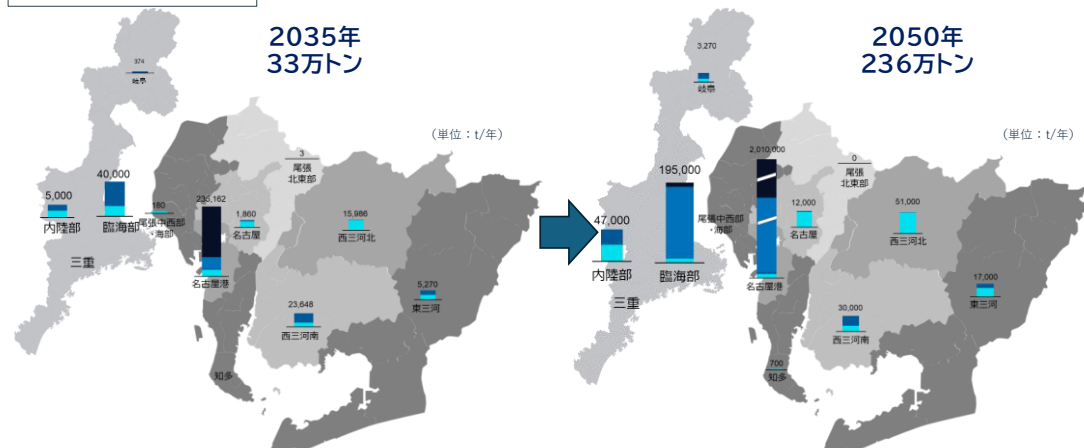 2035年
33万トン
(単位：t/年)
374
岐阜
5,000
内陸部
40,000
臨海部
三重
180
尾張中西部
・海部
235,162
名古屋港
1,860
名古屋
3
尾張
北東部
15,986
西三河北
23,648
西三河南
5,270
東三河
知多
2050年
236万トン
(単位：t/年)
3,270
岐阜
47,000
内陸部
195,000
臨海部
三重
尾張中西部
・海部
2,010,000
名古屋港
12,000
名古屋
0
尾張
北東部
51,000
西三河北
30,000
西三河南
17,000
東三河
700
知多